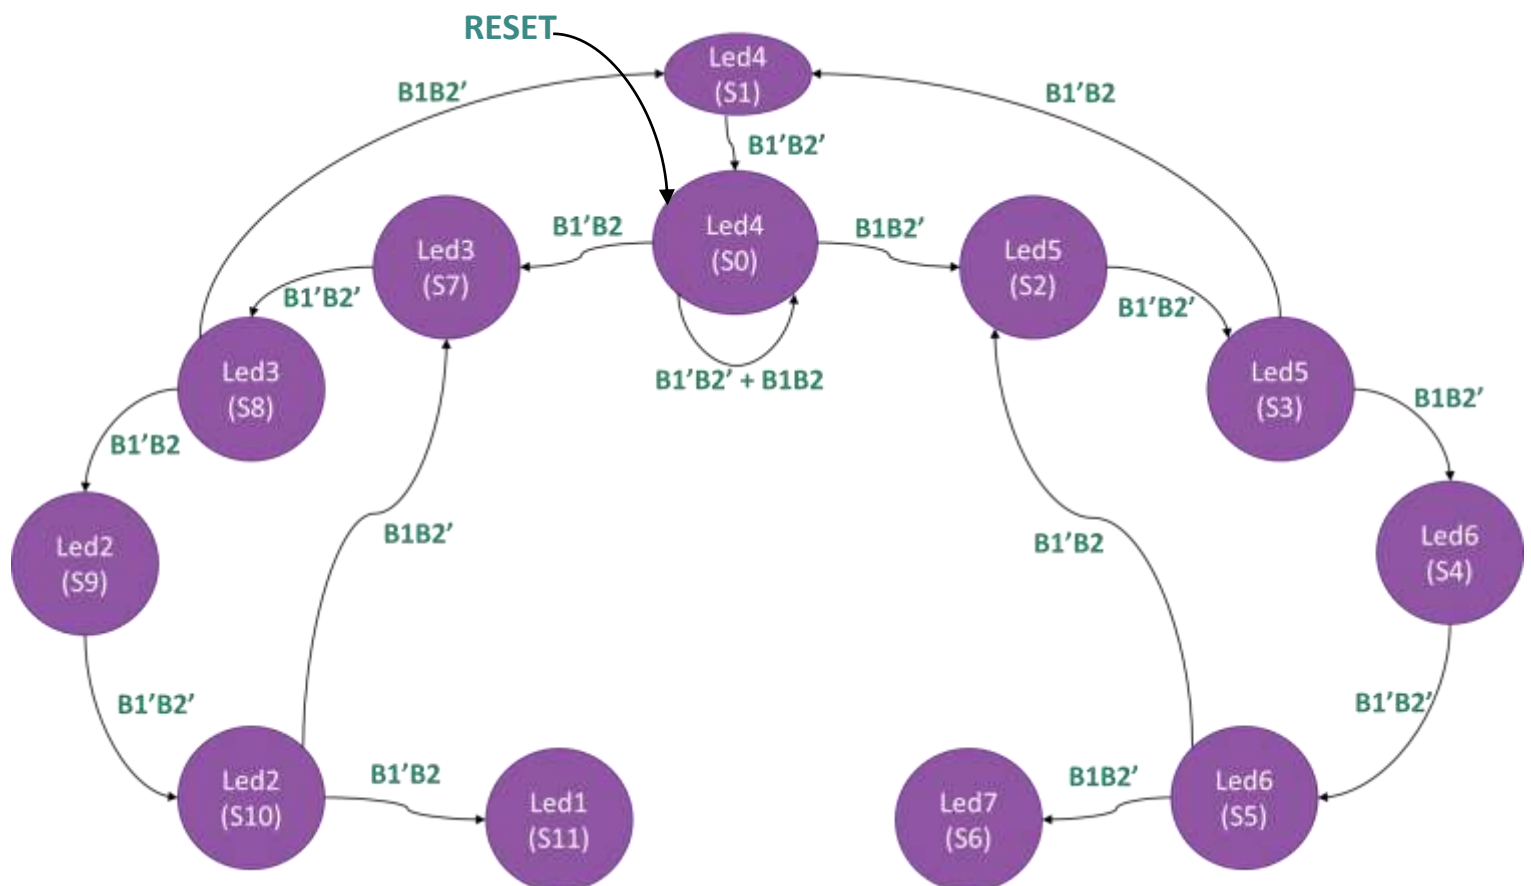 RESET
Led4
(S1)
B1B2’
B1’B2
B1’B2’
Led4
(S0)
B1’B2
B1B2’
Led3
(S7)
Led5
(S2)
B1’B2’
B1’B2’
B1’B2’ + B1B2
Led3
(S8)
Led5
(S3)
B1’B2
B1B2’
Led2
(S9)
B1B2’
B1’B2
Led6
(S4)
B1’B2’
B1’B2’
Led2
(S10)
B1’B2
Led1
(S11)
Led7
(S6)
B1B2’
Led6
(S5)